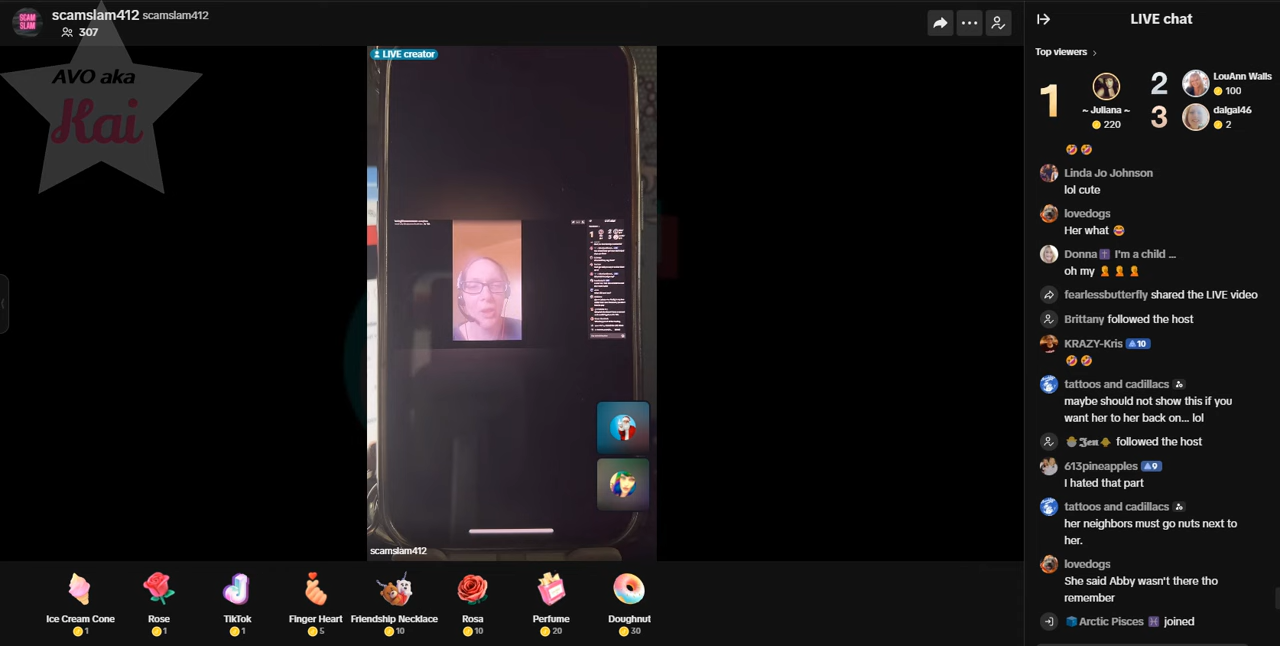 scamslam412 scamslam412
307
SCAM
SLAM
AVO aka
Kai
LIVE creator
scamslam412
Ice Cream Cone
1
Rose
1
TikTok
1
Finger Heart
5
Friendship Necklace
10
Rosa
10
Perfume
20
Doughnut
30
LIVE chat
Top viewers
1
~ Juliana ~
220
2
LouAnn Walls
100
3
dalgal46
2
🤣 🤣
Linda Jo Johnson
lol cute
lovedogs
Her what 😂
Donna✝️ I'm a child ...
oh my
fearlessbutterfly shared the LIVE video
Brittany followed the host
KRAZY-Kris 10
🤣 🤣
tattoos and cadillacs
maybe should not show this if you
want her to her back on... lol
𝕵𝖊𝖓 followed the host
613pineapples 9
I hated that part
tattoos and cadillacs
her neighbors must go nuts next to
her.
lovedogs
She said Abby wasn't there tho
remember
Arctic Pisces ♓ joined